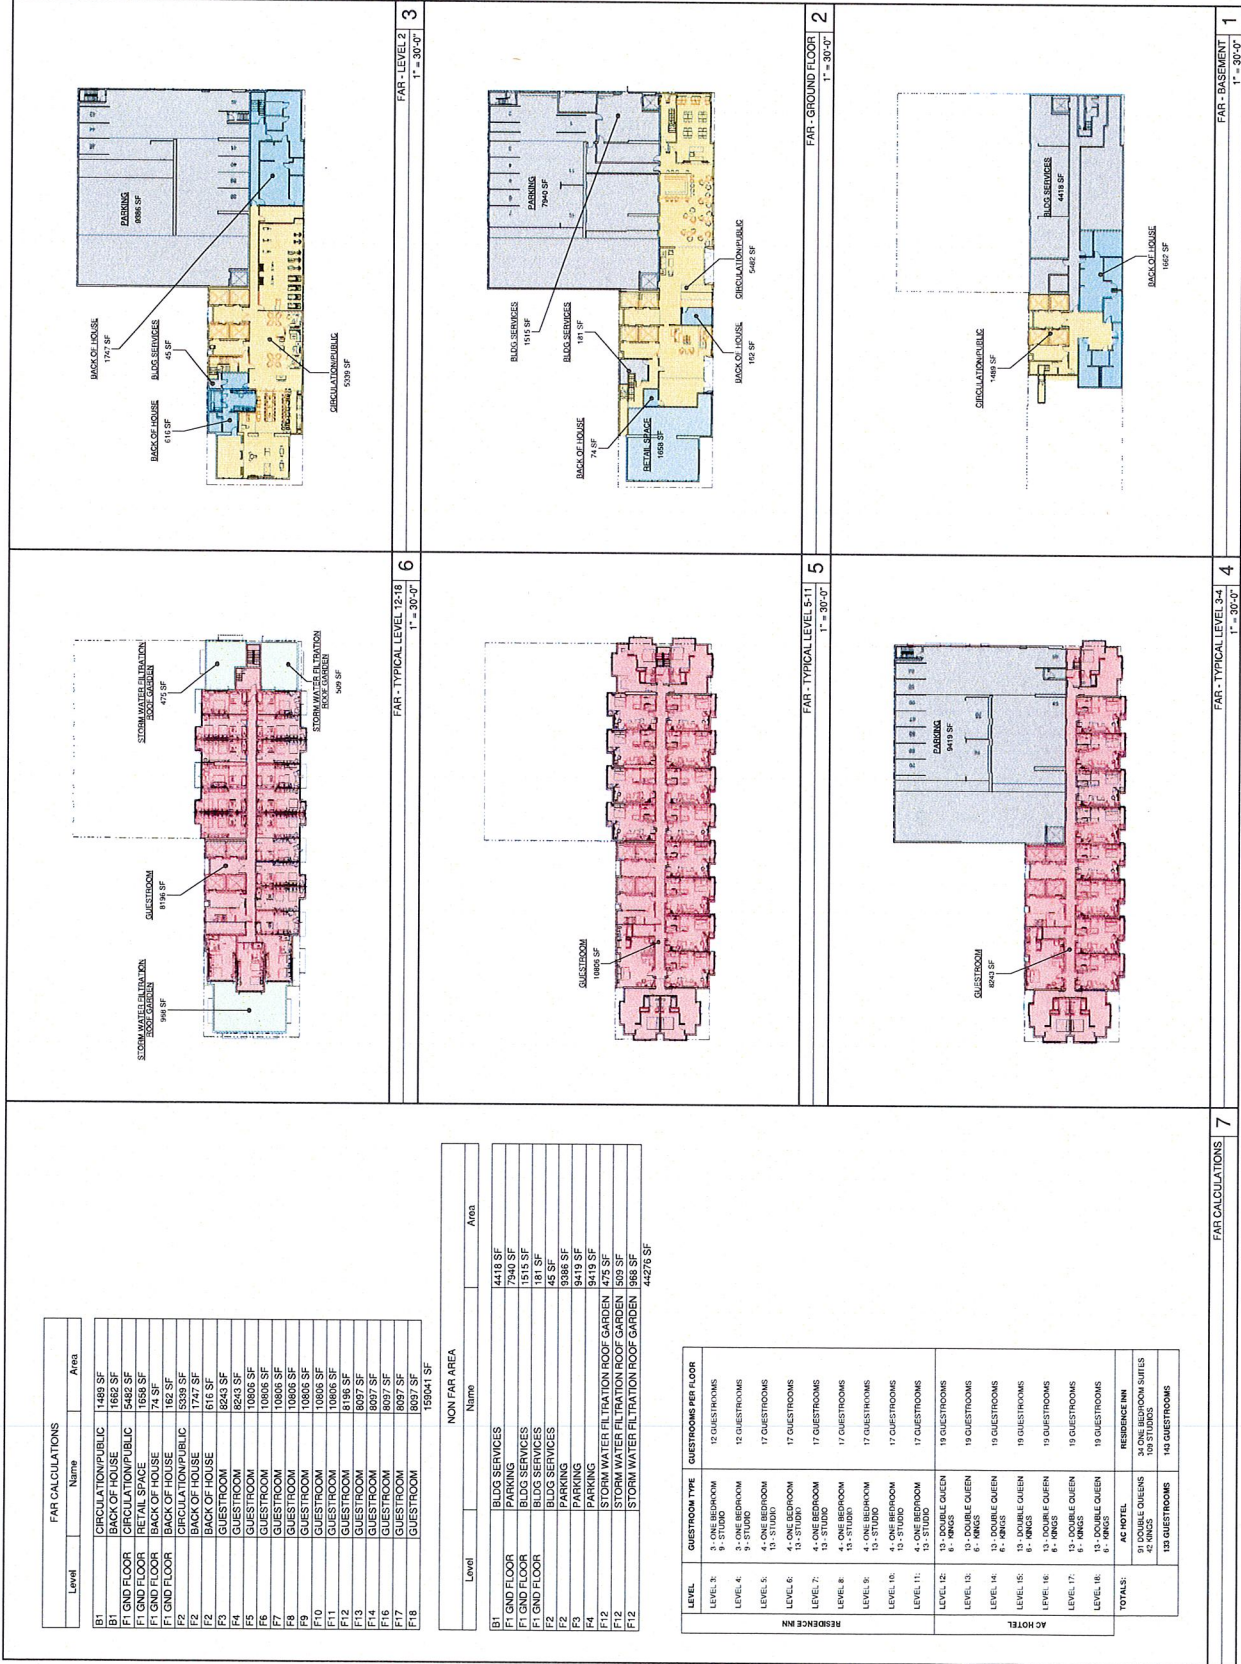 FAR CALCULATIONS
Level Name Area
B1 CIRCULATION/PUBLIC 1489 SF
B1 BACK OF HOUSE 1662 SF
F1 GND FLOOR CIRCULATION/PUBLIC 5482 SF
F1 GND FLOOR RETAIL SPACE 1658 SF
F1 GND FLOOR BACK OF HOUSE 74 SF
F1 GND FLOOR BACK OF HOUSE 162 SF
F2 CIRCULATION/PUBLIC 5339 SF
F2 BACK OF HOUSE 1747 SF
F2 BACK OF HOUSE 616 SF
F3 GUESTROOM 8243 SF
F4 GUESTROOM 8243 SF
F5 GUESTROOM 10806 SF
F6 GUESTROOM 10806 SF
F7 GUESTROOM 10806 SF
F8 GUESTROOM 10806 SF
F9 GUESTROOM 10806 SF
F10 GUESTROOM 10806 SF
F11 GUESTROOM 10806 SF
F12 GUESTROOM 8196 SF
F13 GUESTROOM 8097 SF
F14 GUESTROOM 8097 SF
F16 GUESTROOM 8097 SF
F17 GUESTROOM 8097 SF
F18 GUESTROOM 8097 SF
159041 SF
NON FAR AREA
Level Name Area
B1 BLDG SERVICES 4418 SF
F1 GND FLOOR PARKING 7940 SF
F1 GND FLOOR BLDG SERVICES 1515 SF
F1 GND FLOOR BLDG SERVICES 181 SF
F2 BLDG SERVICES 45 SF
F2 PARKING 9386 SF
F3 PARKING 9419 SF
F4 PARKING 9419 SF
F12 STORM WATER FILTRATION ROOF GARDEN 475 SF
F12 STORM WATER FILTRATION ROOF GARDEN 509 SF
F12 STORM WATER FILTRATION ROOF GARDEN 968 SF
44276 SF
LEVEL GUESTROOM TYPE GUESTROOMS PER FLOOR
RESIDENCE INN
LEVEL 3: 3 - ONE BEDROOM 12 GUESTROOMS
9 - STUDIO
LEVEL 4: 3 - ONE BEDROOM 12 GUESTROOMS
9 - STUDIO
LEVEL 5: 4 - ONE BEDROOM 17 GUESTROOMS
13 - STUDIO
LEVEL 6: 4 - ONE BEDROOM 17 GUESTROOMS
13 - STUDIO
LEVEL 7: 4 - ONE BEDROOM 17 GUESTROOMS
13 - STUDIO
LEVEL 8: 4 - ONE BEDROOM 17 GUESTROOMS
13 - STUDIO
LEVEL 9: 4 - ONE BEDROOM 17 GUESTROOMS
13 - STUDIO
LEVEL 10: 4 - ONE BEDROOM 17 GUESTROOMS
13 - STUDIO
LEVEL 11: 4 - ONE BEDROOM 17 GUESTROOMS
13 - STUDIO
AC HOTEL
LEVEL 12: 13 - DOUBLE QUEEN 19 GUESTROOMS
6 - KINGS
LEVEL 13: 13 - DOUBLE QUEEN 19 GUESTROOMS
6 - KINGS
LEVEL 14: 13 - DOUBLE QUEEN 19 GUESTROOMS
6 - KINGS
LEVEL 15: 13 - DOUBLE QUEEN 19 GUESTROOMS
6 - KINGS
LEVEL 16: 13 - DOUBLE QUEEN 19 GUESTROOMS
6 - KINGS
LEVEL 17: 13 - DOUBLE QUEEN 19 GUESTROOMS
6 - KINGS
LEVEL 18: 13 - DOUBLE QUEEN 19 GUESTROOMS
6 - KINGS
TOTALS: AC HOTEL RESIDENCE INN
91 DOUBLE QUEENS 34 ONE BEDROOM SUITES
42 KINGS 109 STUDIOS
133 GUESTROOMS 143 GUESTROOMS
FAR CALCULATIONS 7
STORM WATER FILTRATION
ROOF GARDEN
968 SF
GUESTROOM
8196 SF
STORM WATER FILTRATION
ROOF GARDEN
475 SF
STORM WATER FILTRATION
ROOF GARDEN
509 SF
FAR - TYPICAL LEVEL 12-18 6
1" = 30'-0"
GUESTROOM
10806 SF
FAR - TYPICAL LEVEL 5-11 5
1" = 30'-0"
PARKING
9419 SF
GUESTROOM
8243 SF
FAR - TYPICAL LEVEL 3-4 4
1" = 30'-0"
PARKING
9386 SF
BACK OF HOUSE
1747 SF
BLDG SERVICES
45 SF
BACK OF HOUSE
616 SF
CIRCULATION/PUBLIC
5339 SF
FAR - LEVEL 2 3
1" = 30'-0"
PARKING
7940 SF
BLDG SERVICES
1515 SF
BLDG SERVICES
181 SF
BACK OF HOUSE
74 SF
RETAIL SPACE
1658 SF
BACK OF HOUSE
162 SF
CIRCULATION/PUBLIC
5482 SF
FAR - GROUND FLOOR 2
1" = 30'-0"
CIRCULATION/PUBLIC
1489 SF
BLDG SERVICES
4418 SF
BACK OF HOUSE
1662 SF
FAR - BASEMENT 1
1" = 30'-0"